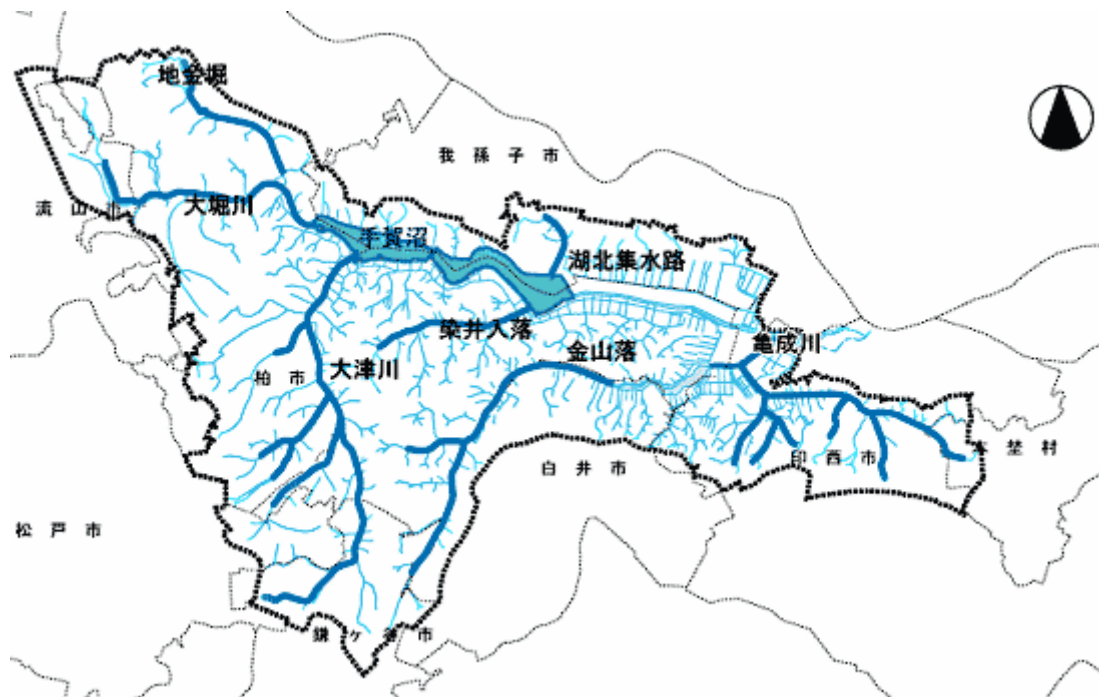 地金堀
我孫子市
流山市
大堀川
手賀沼
湖北集水路
染井入落
金山落
亀成川
大津川
柏市
白井市
印西市
本埜村
松戸市
鎌ヶ谷市